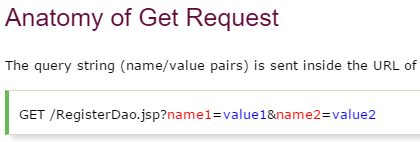 Anatomy of Get Request
The query string (name/value pairs) is sent inside the URL of
GET /RegisterDao.jsp?name1=value1&name2=value2